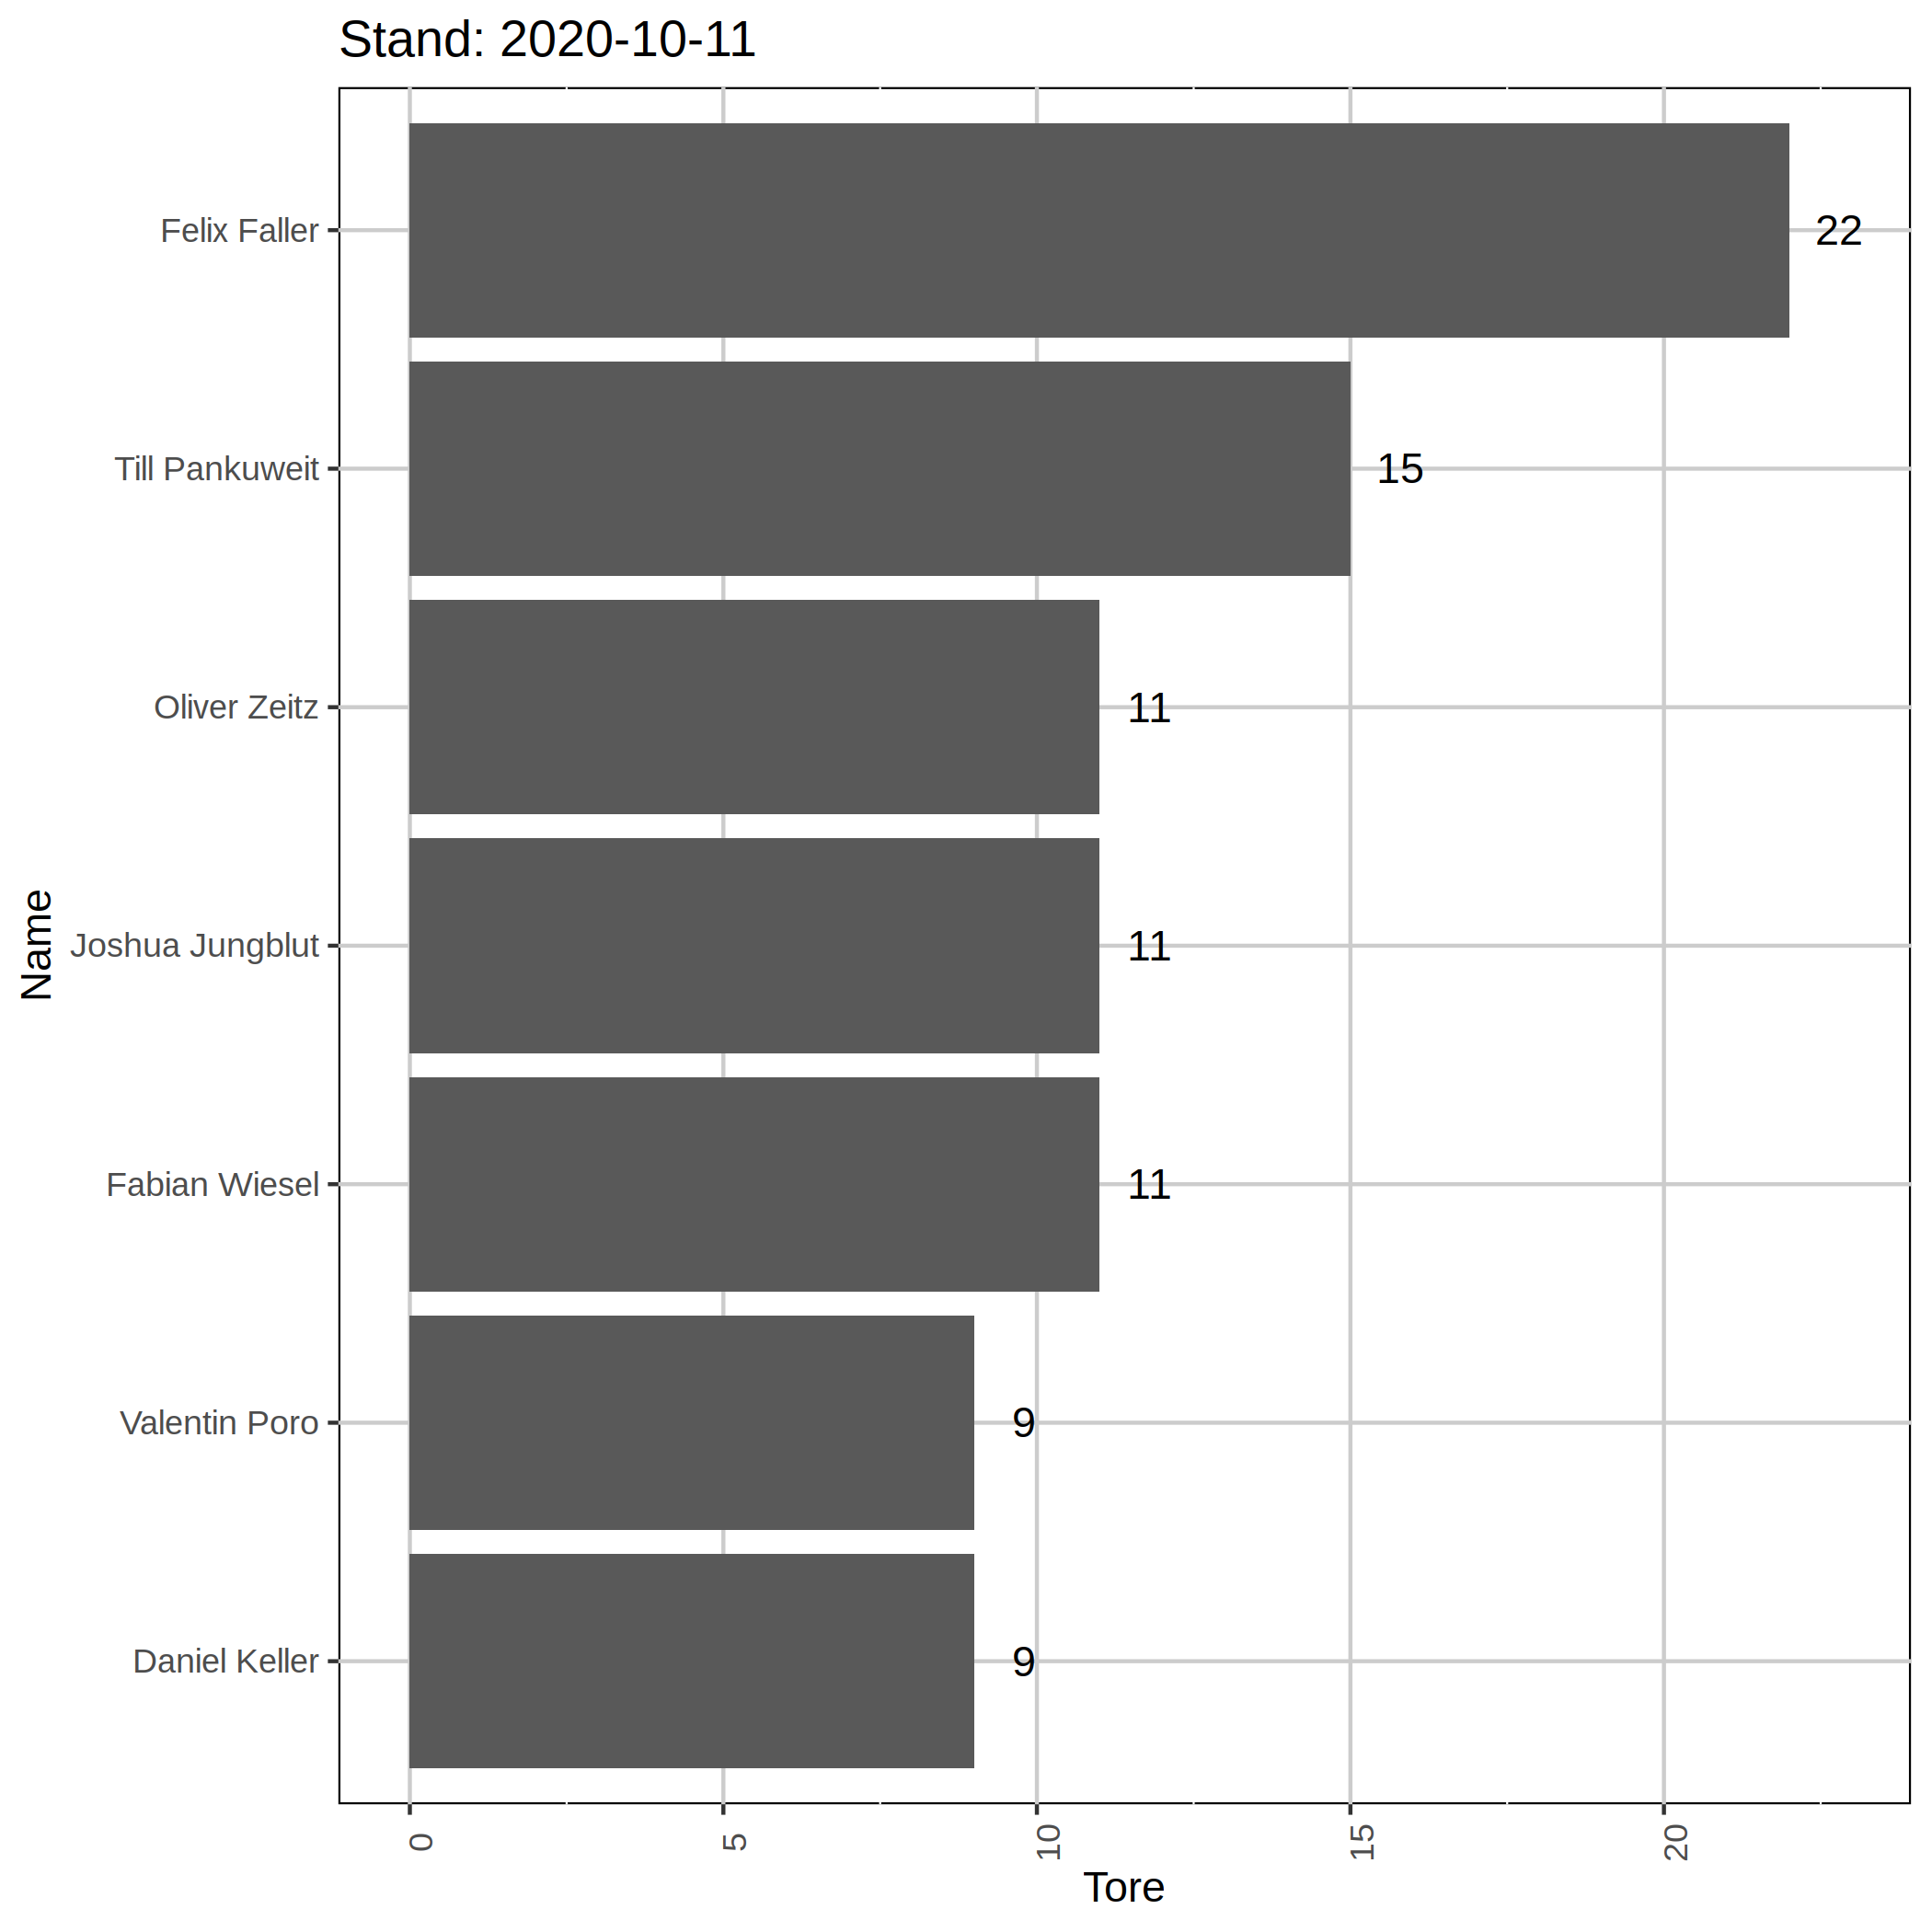 Stand: 2020-10-11
Felix Faller 22
Till Pankuweit 15
Oliver Zeitz 11
Joshua Jungblut 11
Fabian Wiesel 11
Valentin Poro 9
Daniel Keller 9
Name
0 5 10 15 20
Tore